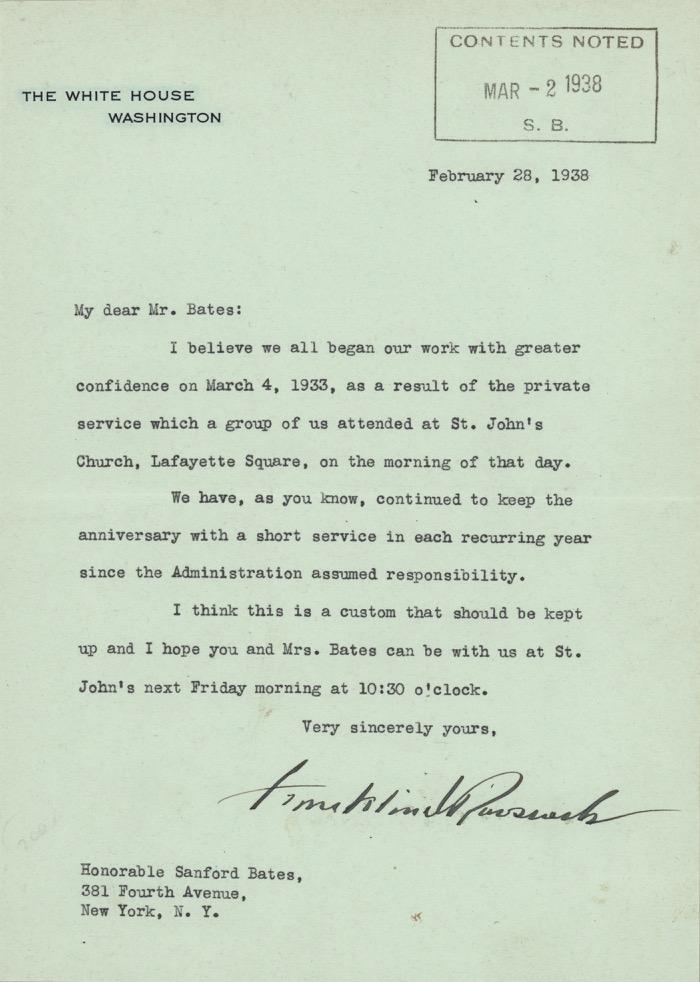 CONTENTS NOTED
MAR - 2 1938
S. B.
THE WHITE HOUSE
WASHINGTON
February 28, 1938
My dear Mr. Bates:
I believe we all began our work with greater
confidence on March 4, 1933, as a result of the private
service which a group of us attended at St. John's
Church, Lafayette Square, on the morning of that day.
We have, as you know, continued to keep the
anniversary with a short service in each recurring year
since the Administration assumed responsibility.
I think this is a custom that should be kept
up and I hope you and Mrs. Bates can be with us at St.
John's next Friday morning at 10:30 o'clock.
Very sincerely yours,
Franklin D Roosevelt
Honorable Sanford Bates,
381 Fourth Avenue,
New York, N. Y.